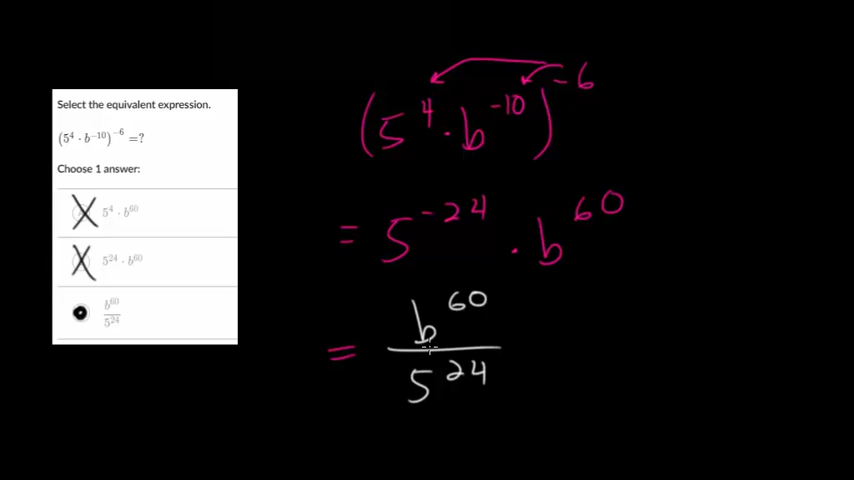 Select the equivalent expression.
(5⁴ · b⁻¹⁰)⁻⁶ =?
Choose 1 answer:
5⁴ · b⁶⁰
5²⁴ · b⁶⁰
b⁶⁰
5²⁴
(5⁴ · b⁻¹⁰)⁻⁶
= 5⁻²⁴ · b⁶⁰
= b⁶⁰
5²⁴